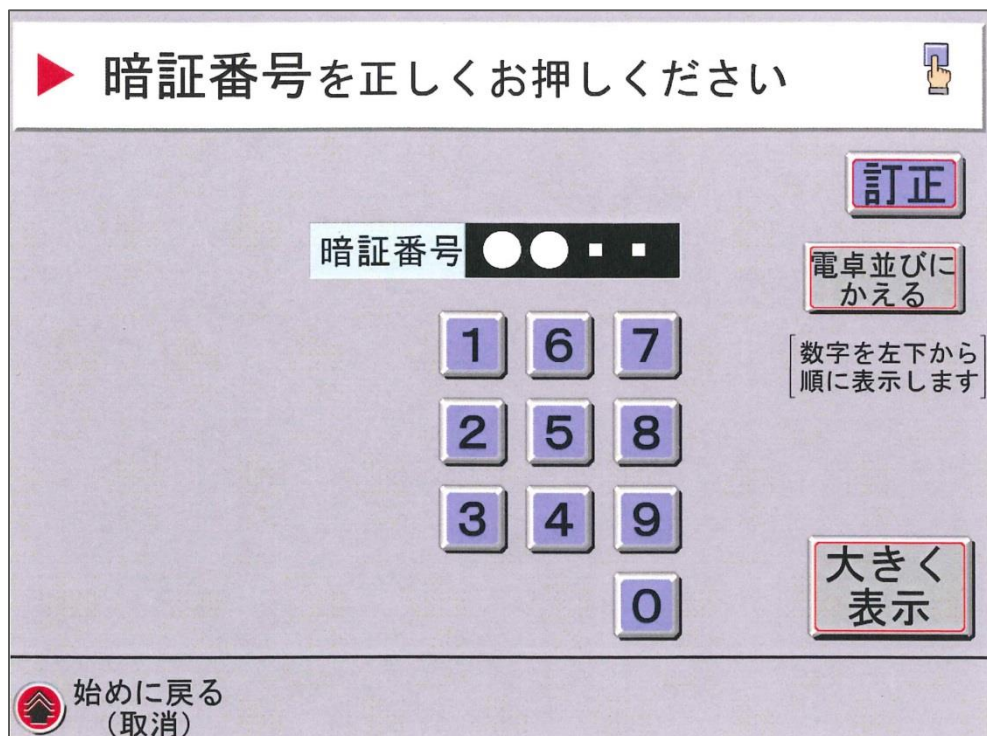 暗証番号を正しくお押しください
訂正
暗証番号
電卓並びに
かえる
数字を左下から
順に表示します
1 6 7
2 5 8
3 4 9
0
大きく
表示
始めに戻る
(取消)